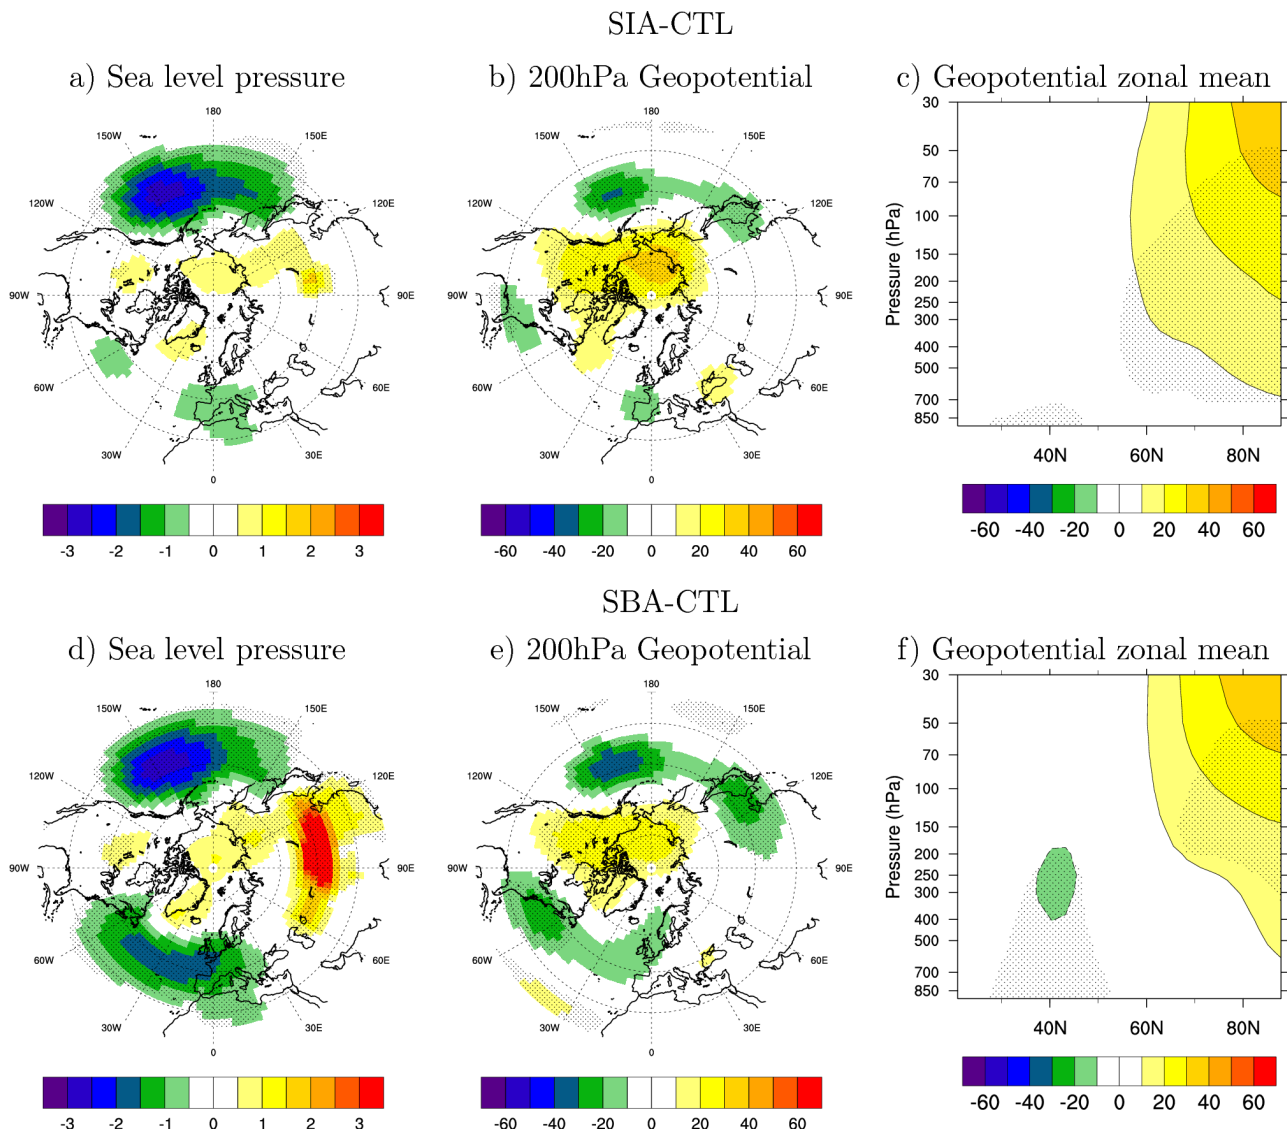 SIA-CTL
a) Sea level pressure
b) 200hPa Geopotential
c) Geopotential zonal mean
180
150W
150E
120W
120E
90W
90E
60W
60E
30W
30E
0
-3 -2 -1 0 1 2 3
180
150W
150E
120W
120E
90W
90E
60W
60E
30W
30E
0
-60 -40 -20 0 20 40 60
Pressure (hPa)
30
50
70
100
150
200
250
300
400
500
700
850
40N 60N 80N
-60 -40 -20 0 20 40 60
SBA-CTL
d) Sea level pressure
e) 200hPa Geopotential
f) Geopotential zonal mean
180
150W
150E
120W
120E
90W
90E
60W
60E
30W
30E
0
-3 -2 -1 0 1 2 3
180
150W
150E
120W
120E
90W
90E
60W
60E
30W
30E
0
-60 -40 -20 0 20 40 60
Pressure (hPa)
30
50
70
100
150
200
250
300
400
500
700
850
40N 60N 80N
-60 -40 -20 0 20 40 60